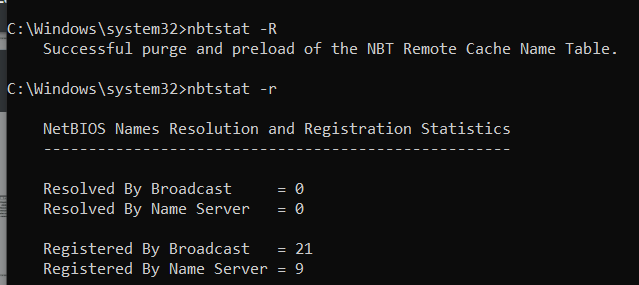 C:\Windows\system32>nbtstat -R
    Successful purge and preload of the NBT Remote Cache Name Table.
C:\Windows\system32>nbtstat -r
    NetBIOS Names Resolution and Registration Statistics
    ----------------------------------------------------
    Resolved By Broadcast     = 0
    Resolved By Name Server   = 0
    Registered By Broadcast   = 21
    Registered By Name Server = 9